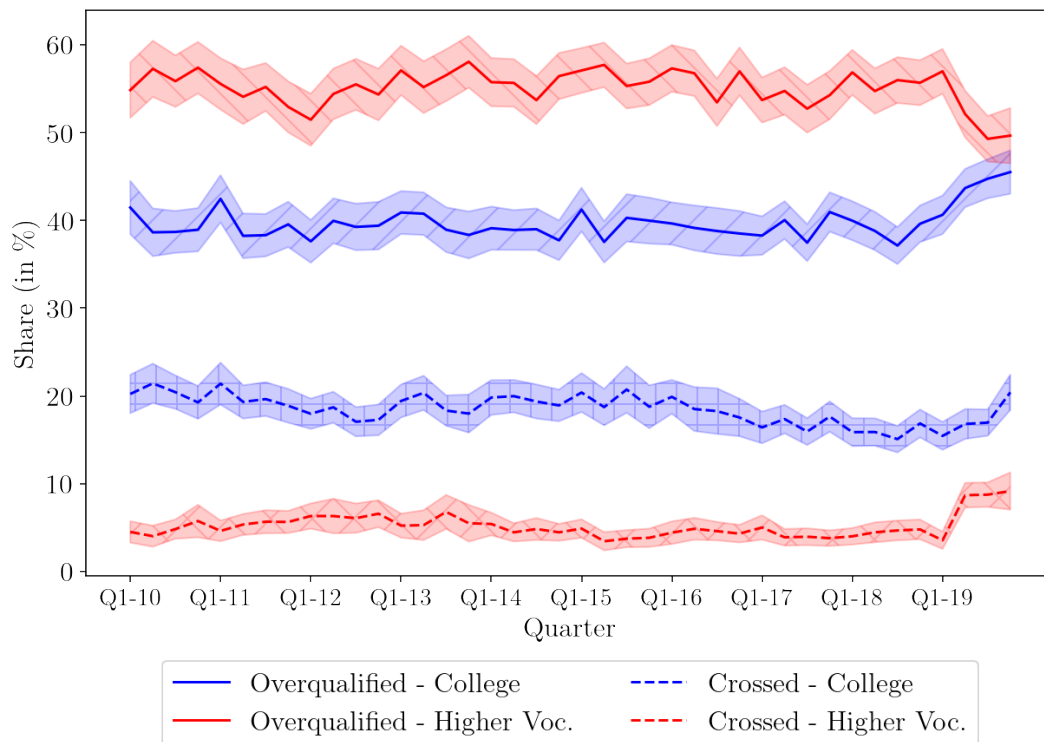 60
50
40
30
20
10
0
Share (in %)
Q1-10 Q1-11 Q1-12 Q1-13 Q1-14 Q1-15 Q1-16 Q1-17 Q1-18 Q1-19
Quarter
Overqualified - College
Overqualified - Higher Voc.
Crossed - College
Crossed - Higher Voc.